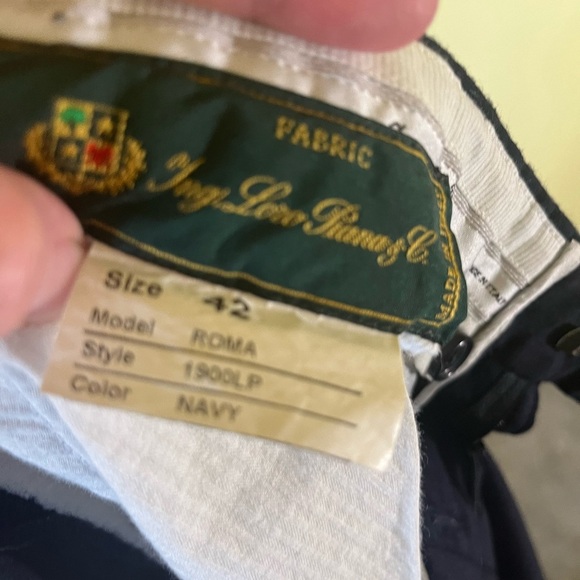 FABRIC
Ing. Loro Piana & C.
MADE IN ITALY
Size 42
Model ROMA
Style 1900LP
Color NAVY